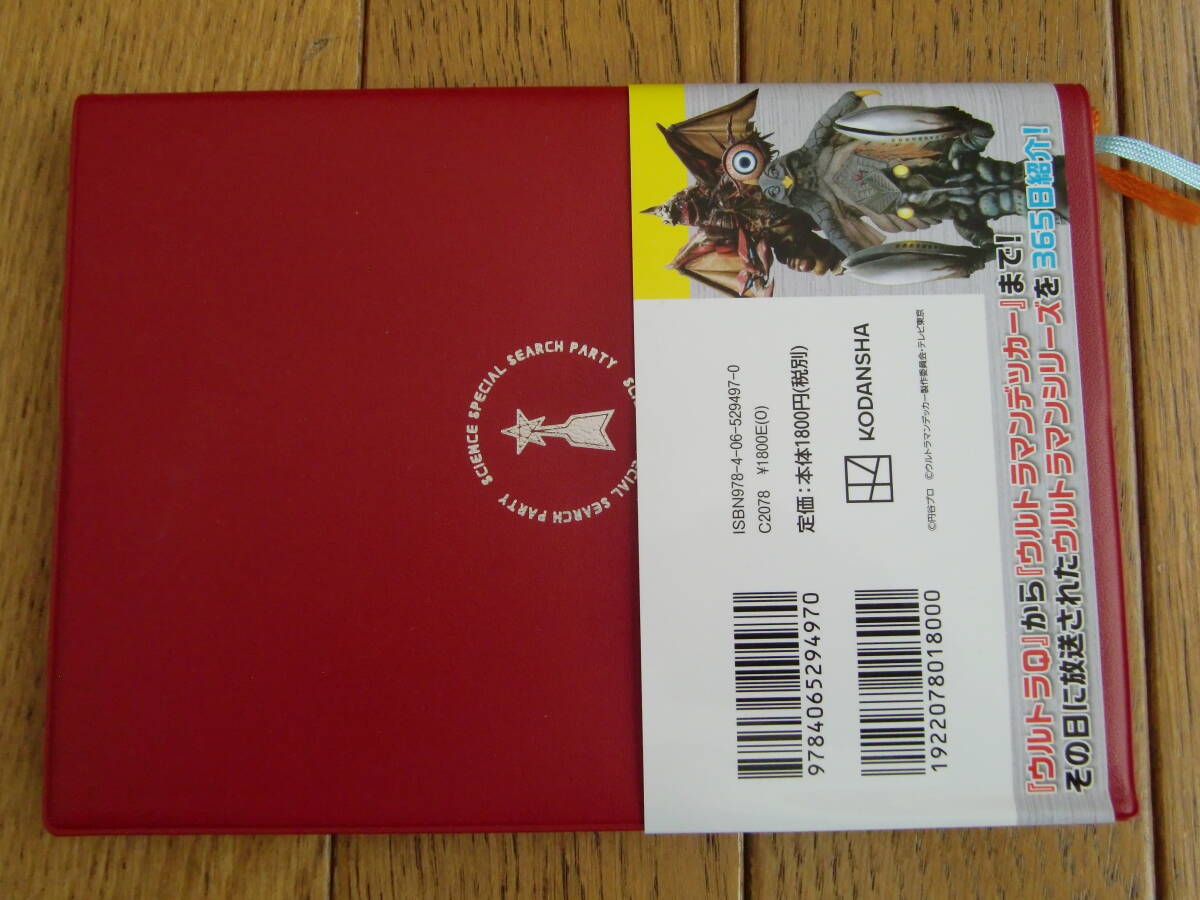 『ウルトラQ』から『ウルトラマンデッカー』まで!
その日に放送されたウルトラマンシリーズを365日紹介!
SCIENCE SPECIAL SEARCH PARTY
ISBN978-4-06-529497-0
C2078 ¥1800E(0)
定価:本体1800円(税別)
KODANSHA
©円谷プロ ©ウルトラマンデッカー製作委員会・テレビ東京
9784065294970
1922078018000